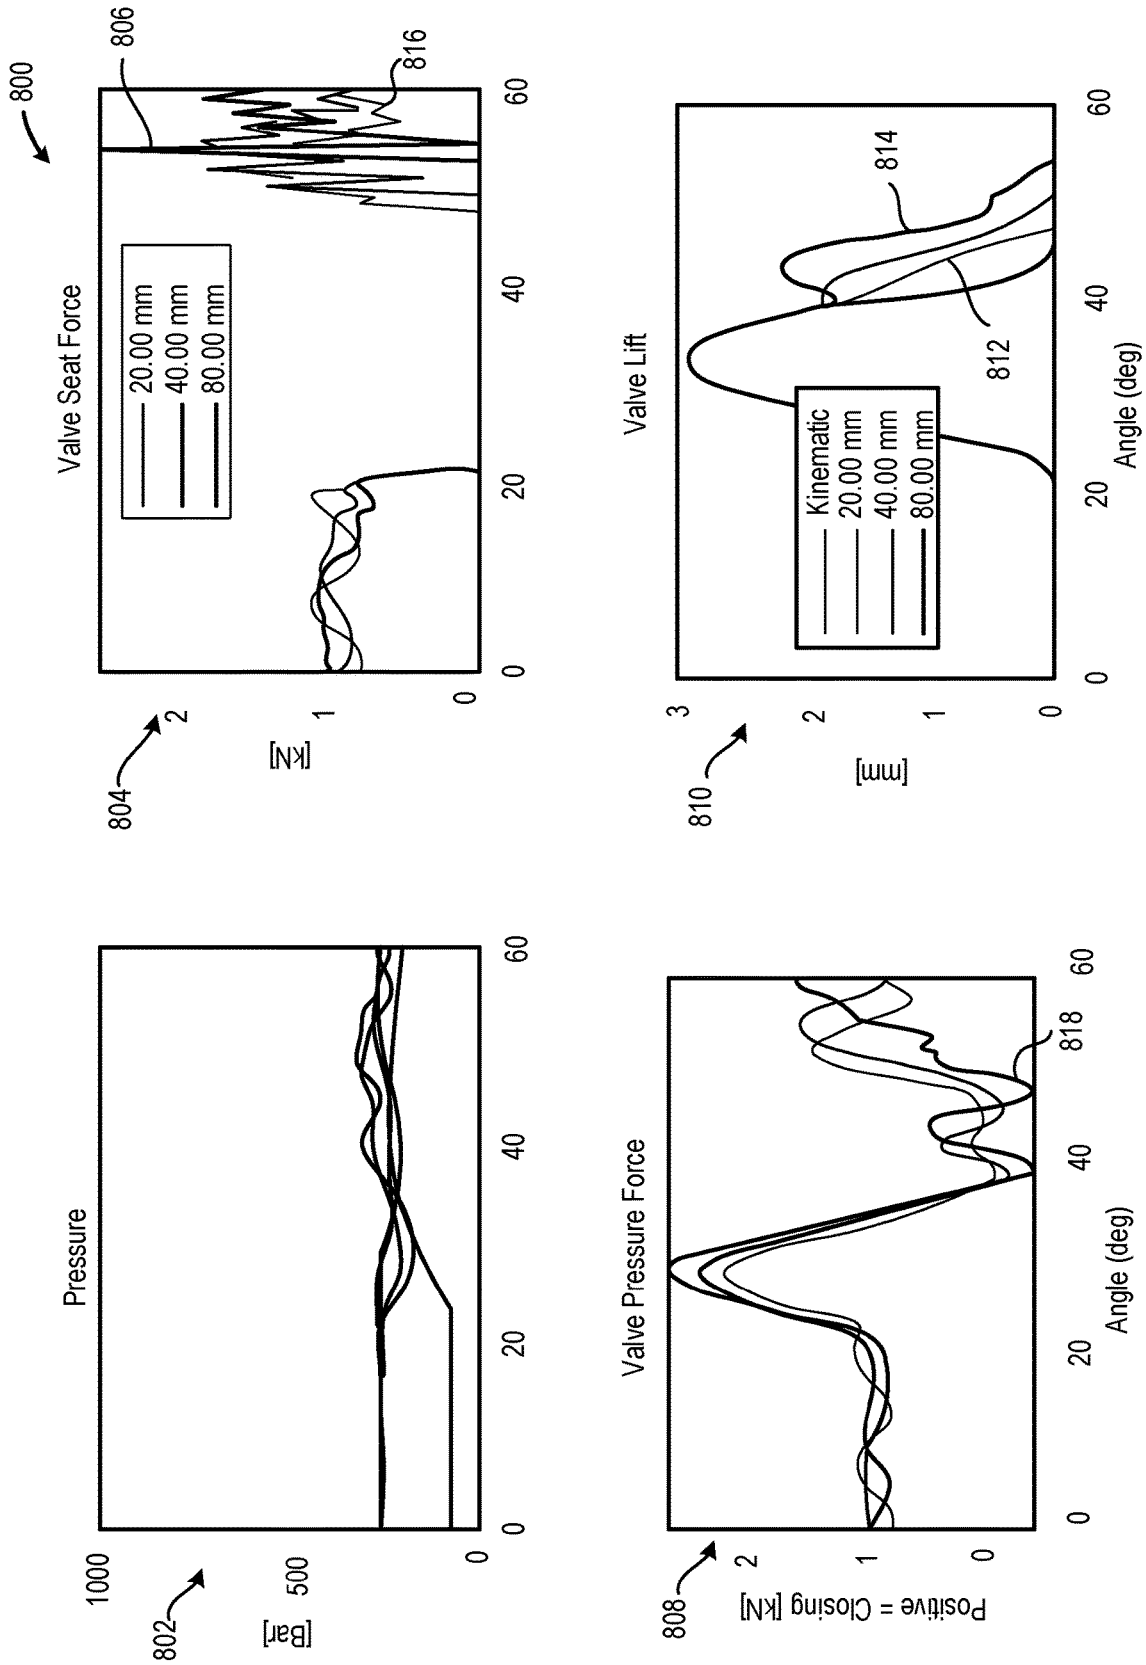 800
Pressure
802
[Bar]
1000
500
0
0
20
40
60
Valve Seat Force
804
806
816
[kN]
2
1
0
20.00 mm
40.00 mm
80.00 mm
0
20
40
60
Valve Pressure Force
808
818
Positive = Closing [kN]
2
1
0
0
20
40
60
Angle (deg)
Valve Lift
810
812
814
[mm]
3
2
1
0
Kinematic
20.00 mm
40.00 mm
80.00 mm
0
20
40
60
Angle (deg)